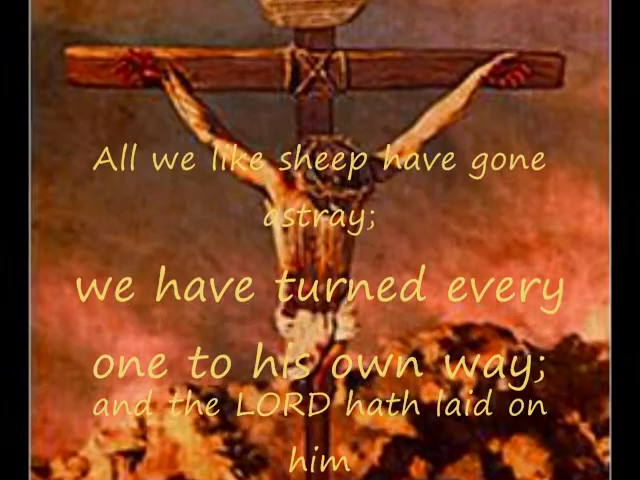 All we like sheep have gone
astray;
we have turned every
one to his own way;
and the LORD hath laid on
him